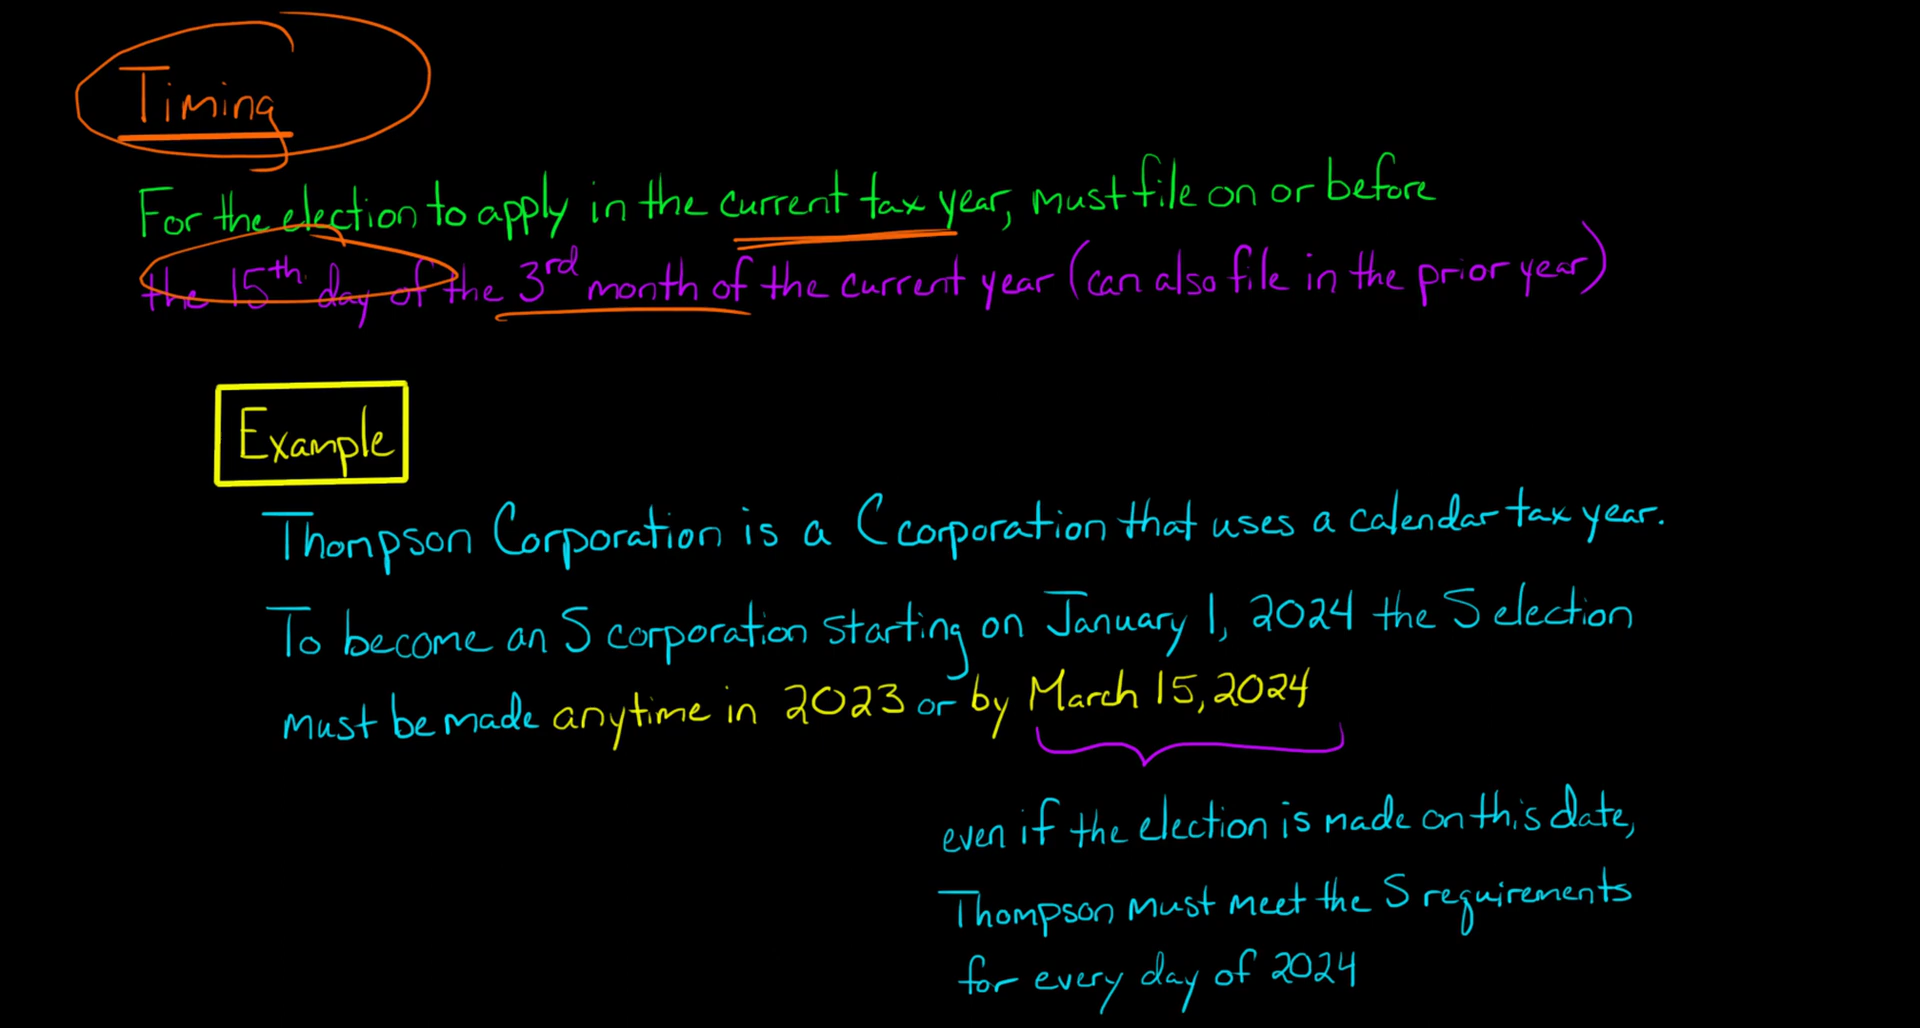 Timing
For the election to apply in the current tax year, must file on or before
the 15th day of the 3rd month of the current year (can also file in the prior year)
Example
Thompson Corporation is a C corporation that uses a calendar tax year.
To become an S corporation starting on January 1, 2024 the S election
must be made anytime in 2023 or by March 15, 2024
even if the election is made on this date,
Thompson must meet the S requirements
for every day of 2024